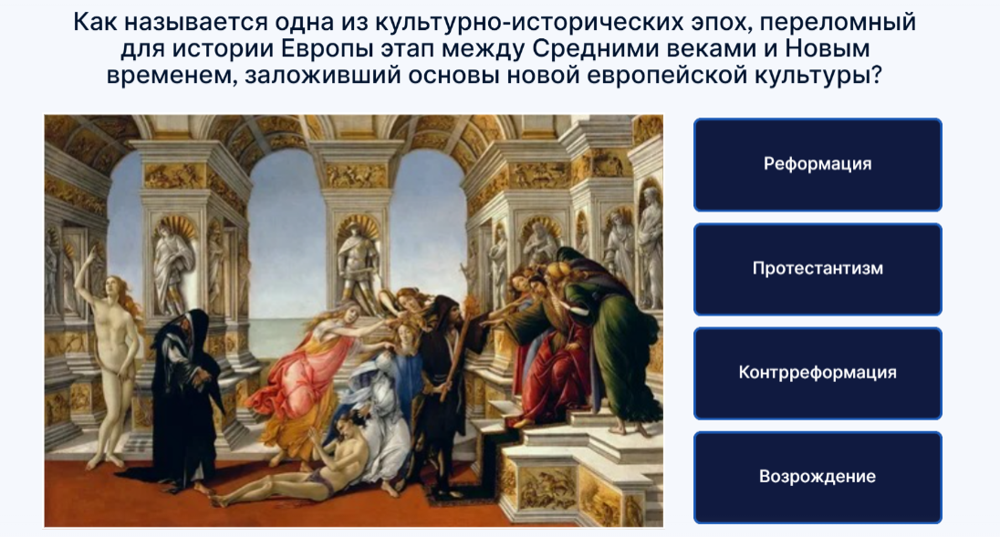 Как называется одна из культурно-исторических эпох, переломный
для истории Европы этап между Средними веками и Новым
временем, заложивший основы новой европейской культуры?
Реформация
Протестантизм
Контрреформация
Возрождение